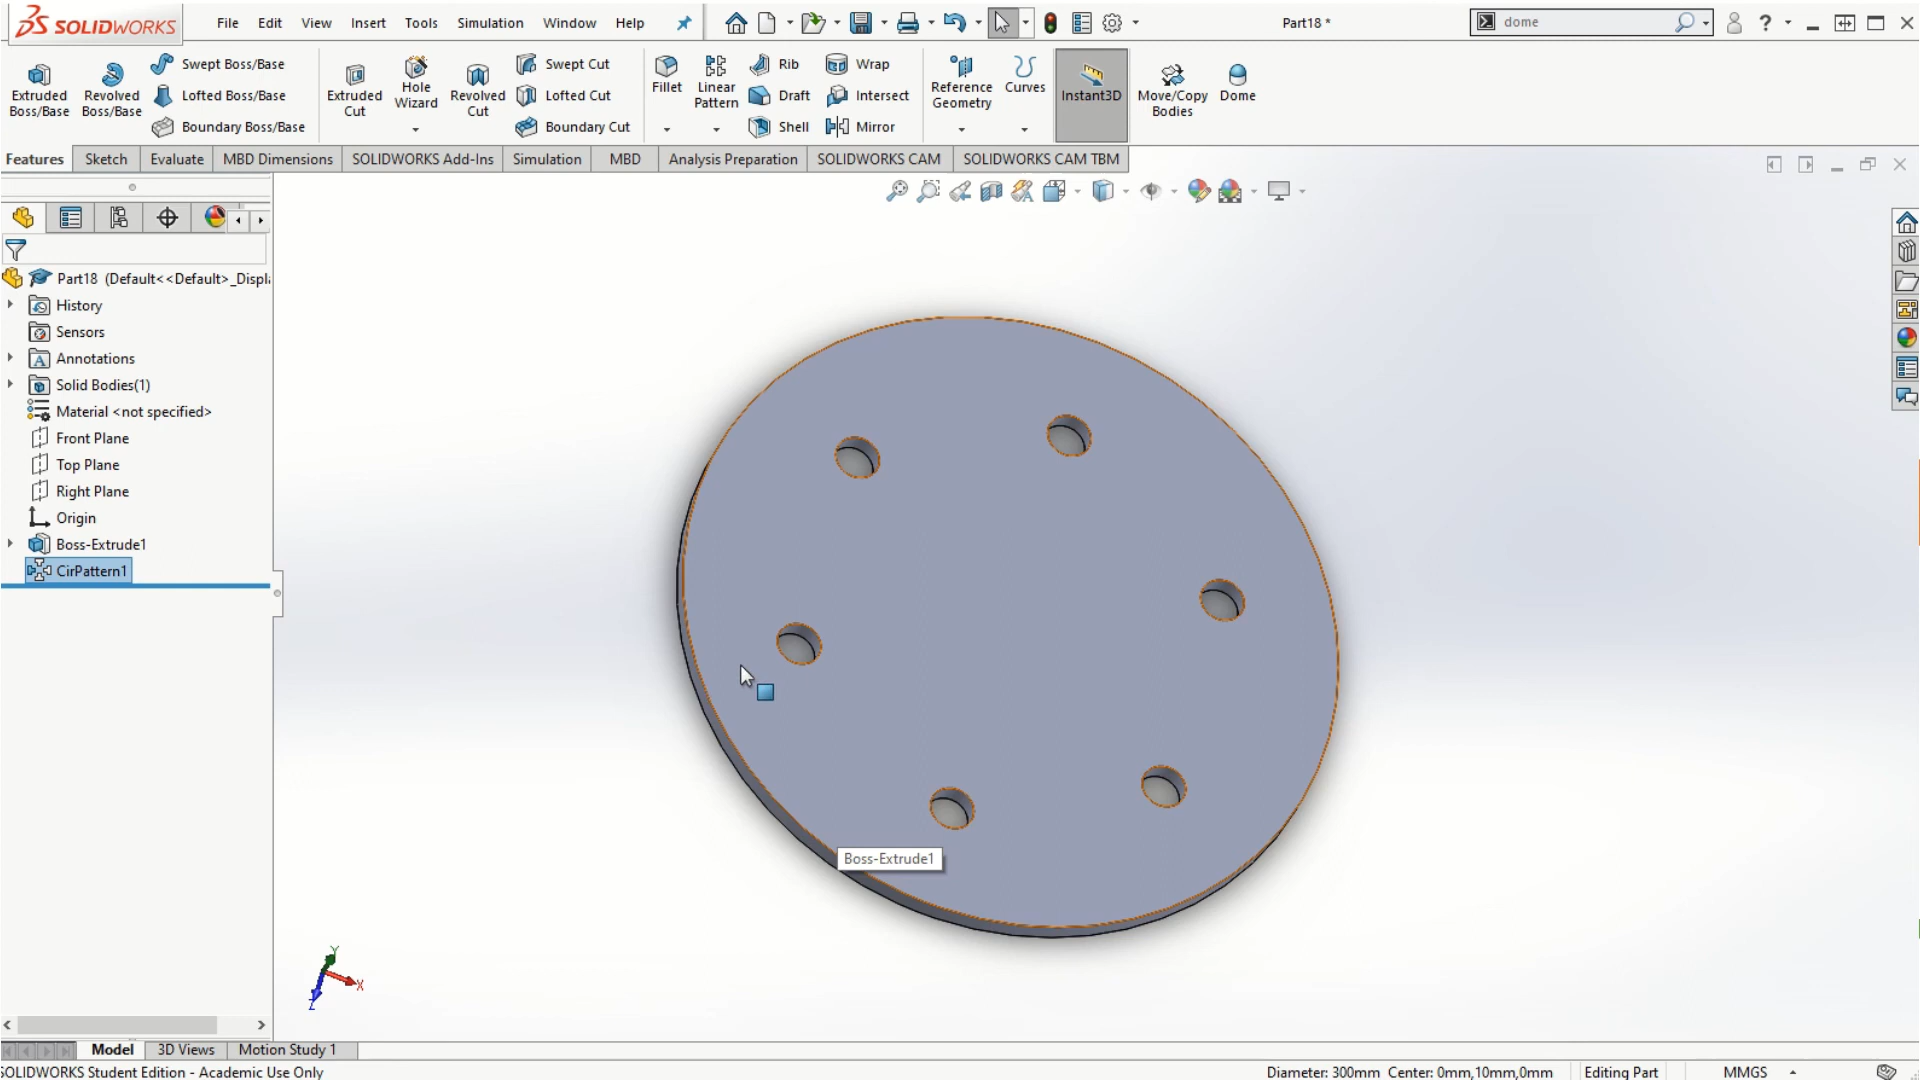 SOLIDWORKS File Edit View Insert Tools Simulation Window Help Part18 * dome ?
Extruded Boss/Base
Revolved Boss/Base
Swept Boss/Base
Lofted Boss/Base
Boundary Boss/Base
Extruded Cut
Hole Wizard
Revolved Cut
Swept Cut
Lofted Cut
Boundary Cut
Fillet
Linear Pattern
Rib
Draft
Shell
Wrap
Intersect
Mirror
Reference Geometry
Curves
Instant3D
Move/Copy Bodies
Dome
Features Sketch Evaluate MBD Dimensions SOLIDWORKS Add-Ins Simulation MBD Analysis Preparation SOLIDWORKS CAM SOLIDWORKS CAM TBM
Part18 (Default<<Default>_Displ
History
Sensors
Annotations
Solid Bodies(1)
Material <not specified>
Front Plane
Top Plane
Right Plane
Origin
Boss-Extrude1
CirPattern1
Boss-Extrude1
Y
X
Z
Model 3D Views Motion Study 1
SOLIDWORKS Student Edition - Academic Use Only Diameter: 300mm Center: 0mm,10mm,0mm Editing Part MMGS